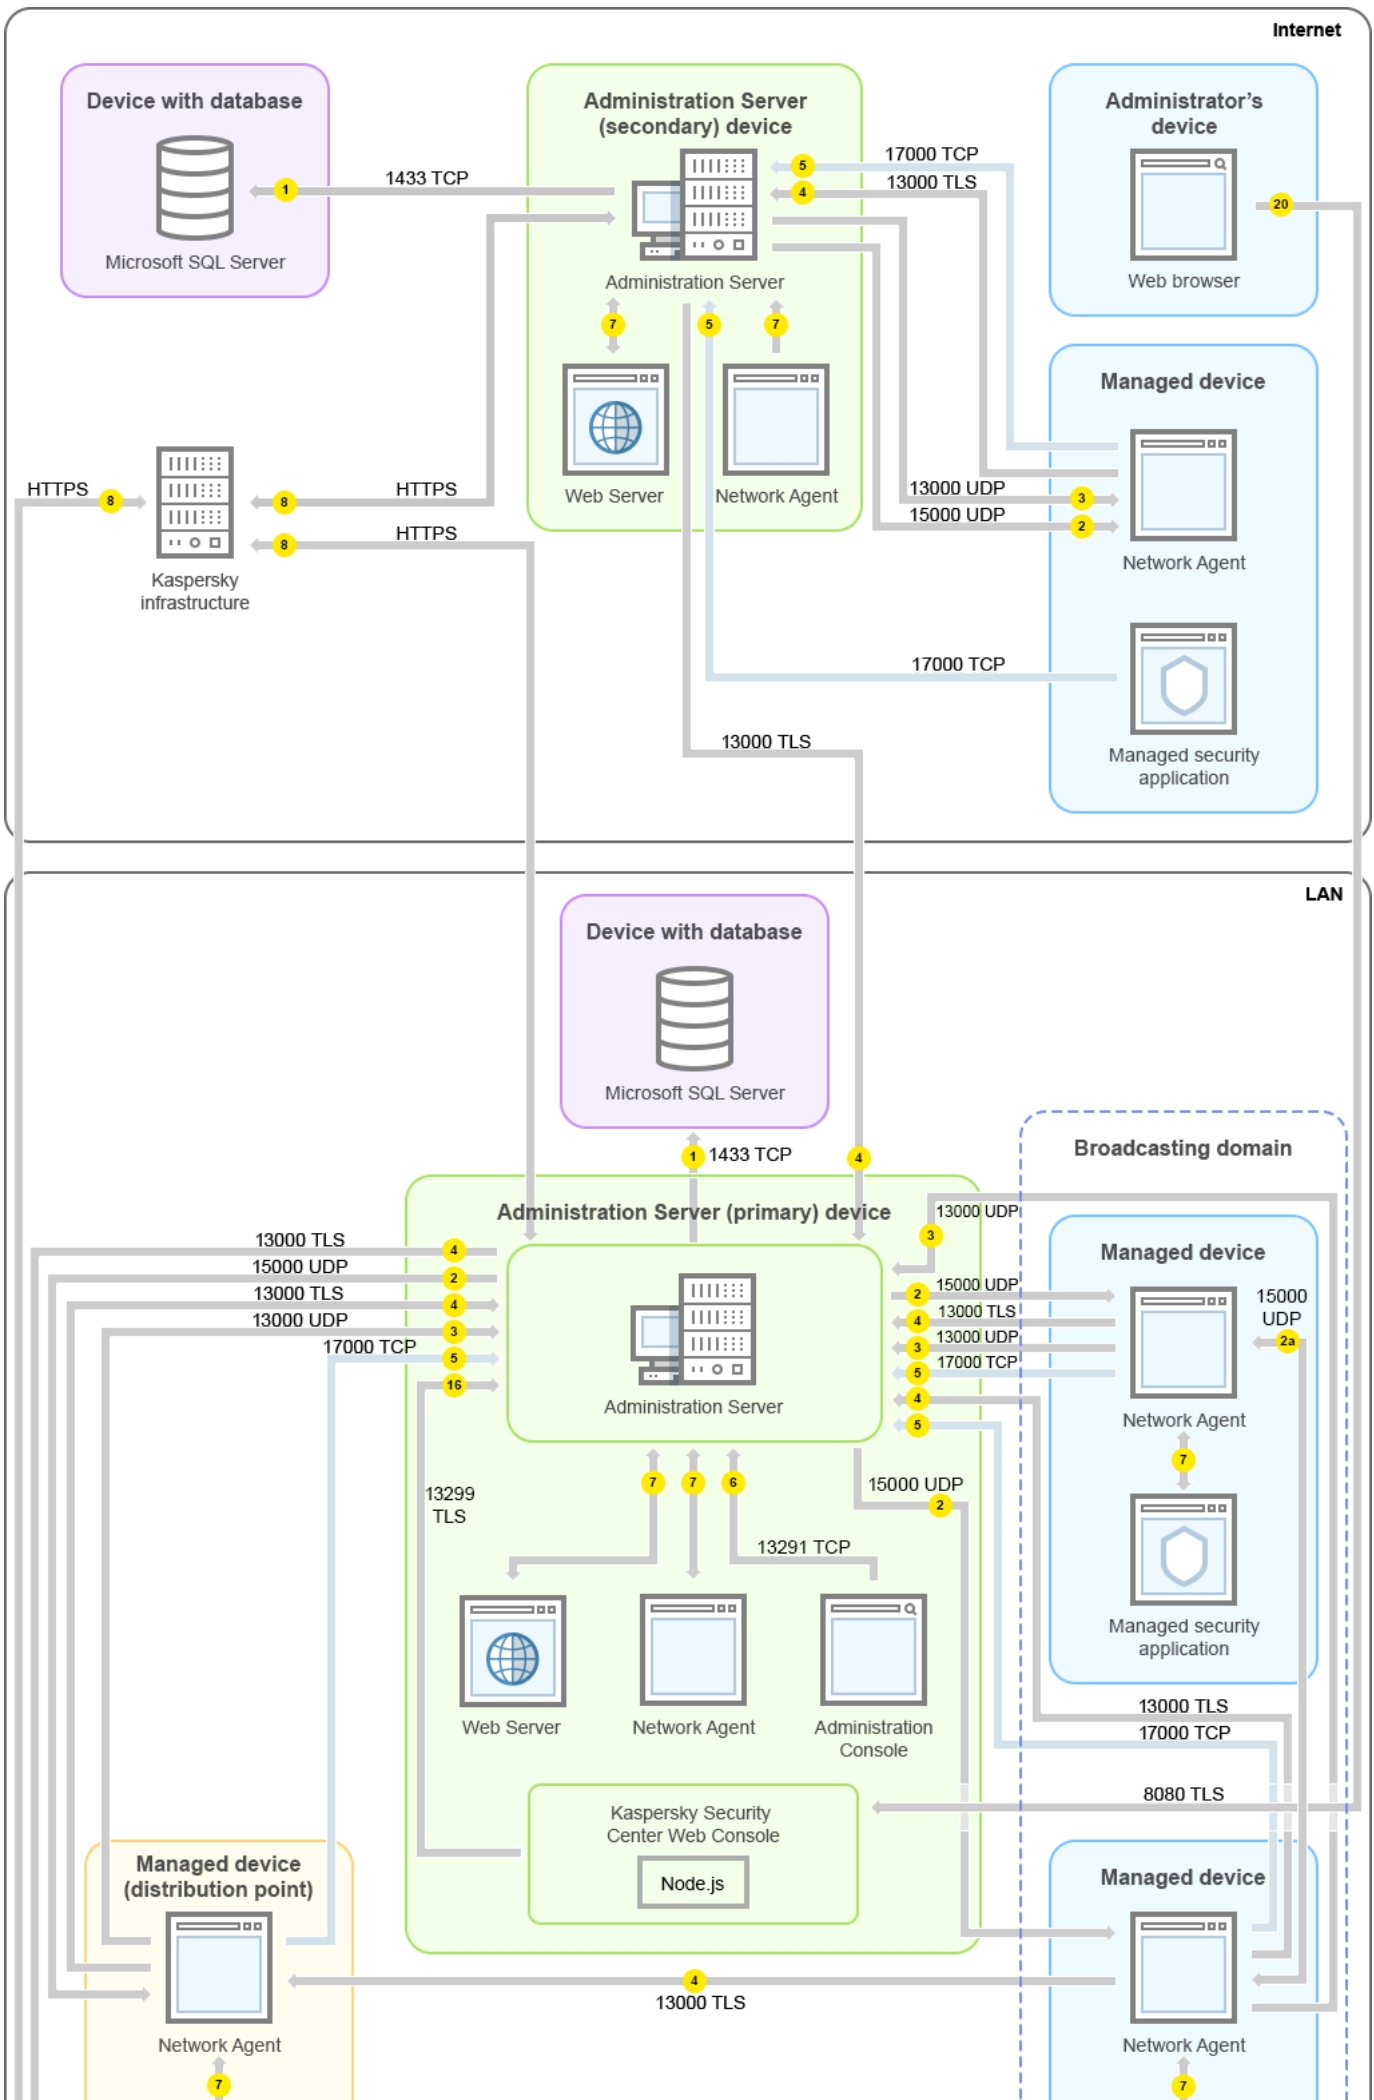 Internet
Device with database
Microsoft SQL Server
1
1433 TCP
Administration Server
(secondary) device
Administration Server
7
5
7
Web Server
Network Agent
5
17000 TCP
4
13000 TLS
Administrator's
device
Web browser
20
Managed device
13000 UDP
3
15000 UDP
2
Network Agent
17000 TCP
Managed security
application
HTTPS
8
8
HTTPS
8
HTTPS
Kaspersky
infrastructure
13000 TLS
LAN
Device with database
Microsoft SQL Server
1
1433 TCP
4
Broadcasting domain
Administration Server (primary) device
13000 UDP
3
13000 TLS
4
15000 UDP
2
13000 TLS
4
13000 UDP
3
17000 TCP
5
16
Administration Server
2
15000 UDP
4
13000 TLS
3
13000 UDP
5
17000 TCP
4
5
Managed device
15000
UDP
2a
Network Agent
7
Managed security
application
13299
TLS
7
7
6
15000 UDP
2
13291 TCP
Web Server
Network Agent
Administration
Console
13000 TLS
17000 TCP
8080 TLS
Kaspersky Security
Center Web Console
Node.js
Managed device
(distribution point)
Network Agent
7
4
13000 TLS
Managed device
Network Agent
7